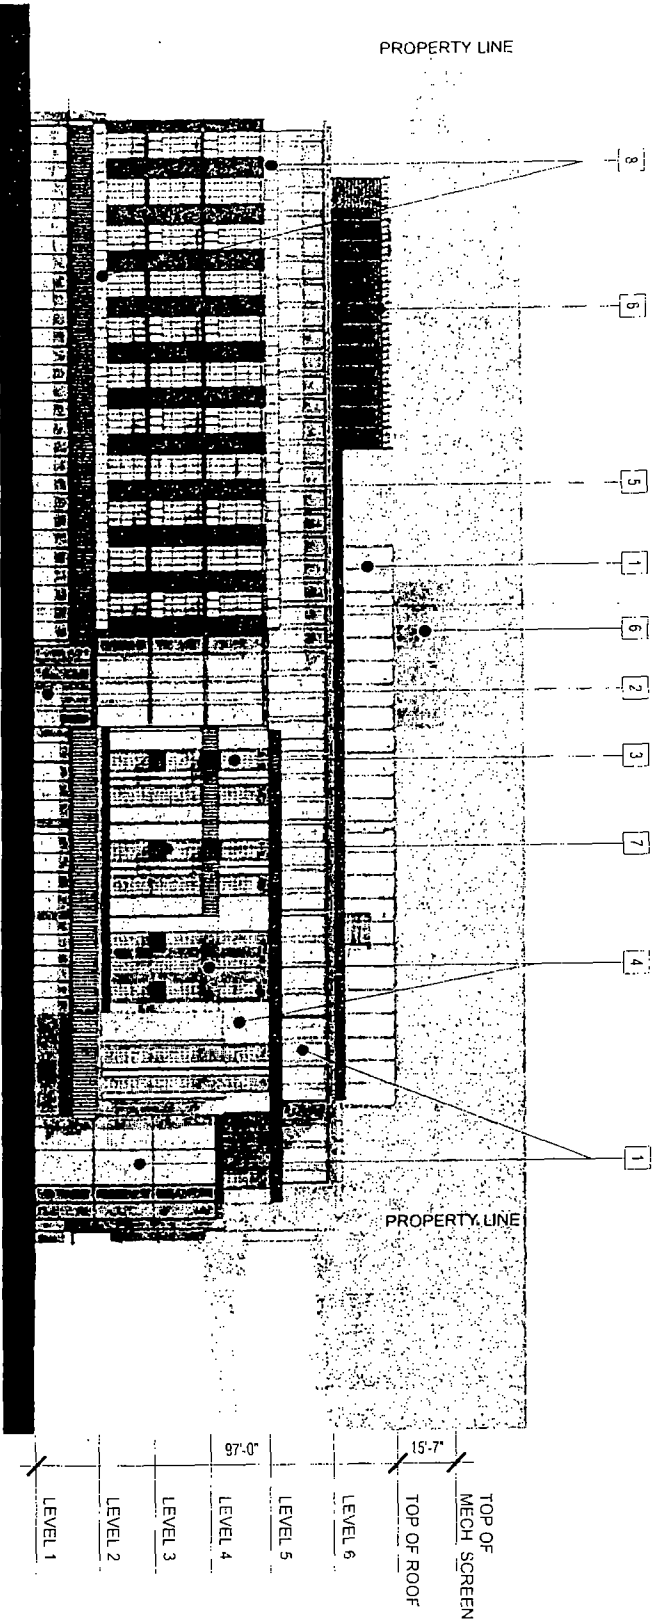 PROPERTY LINE
8
6
5
1
6
2
3
7
4
1
PROPERTY LINE
97'-0"
15'-7"
TOP OF
MECH SCREEN
TOP OF ROOF
LEVEL 6
LEVEL 5
LEVEL 4
LEVEL 3
LEVEL 2
LEVEL 1